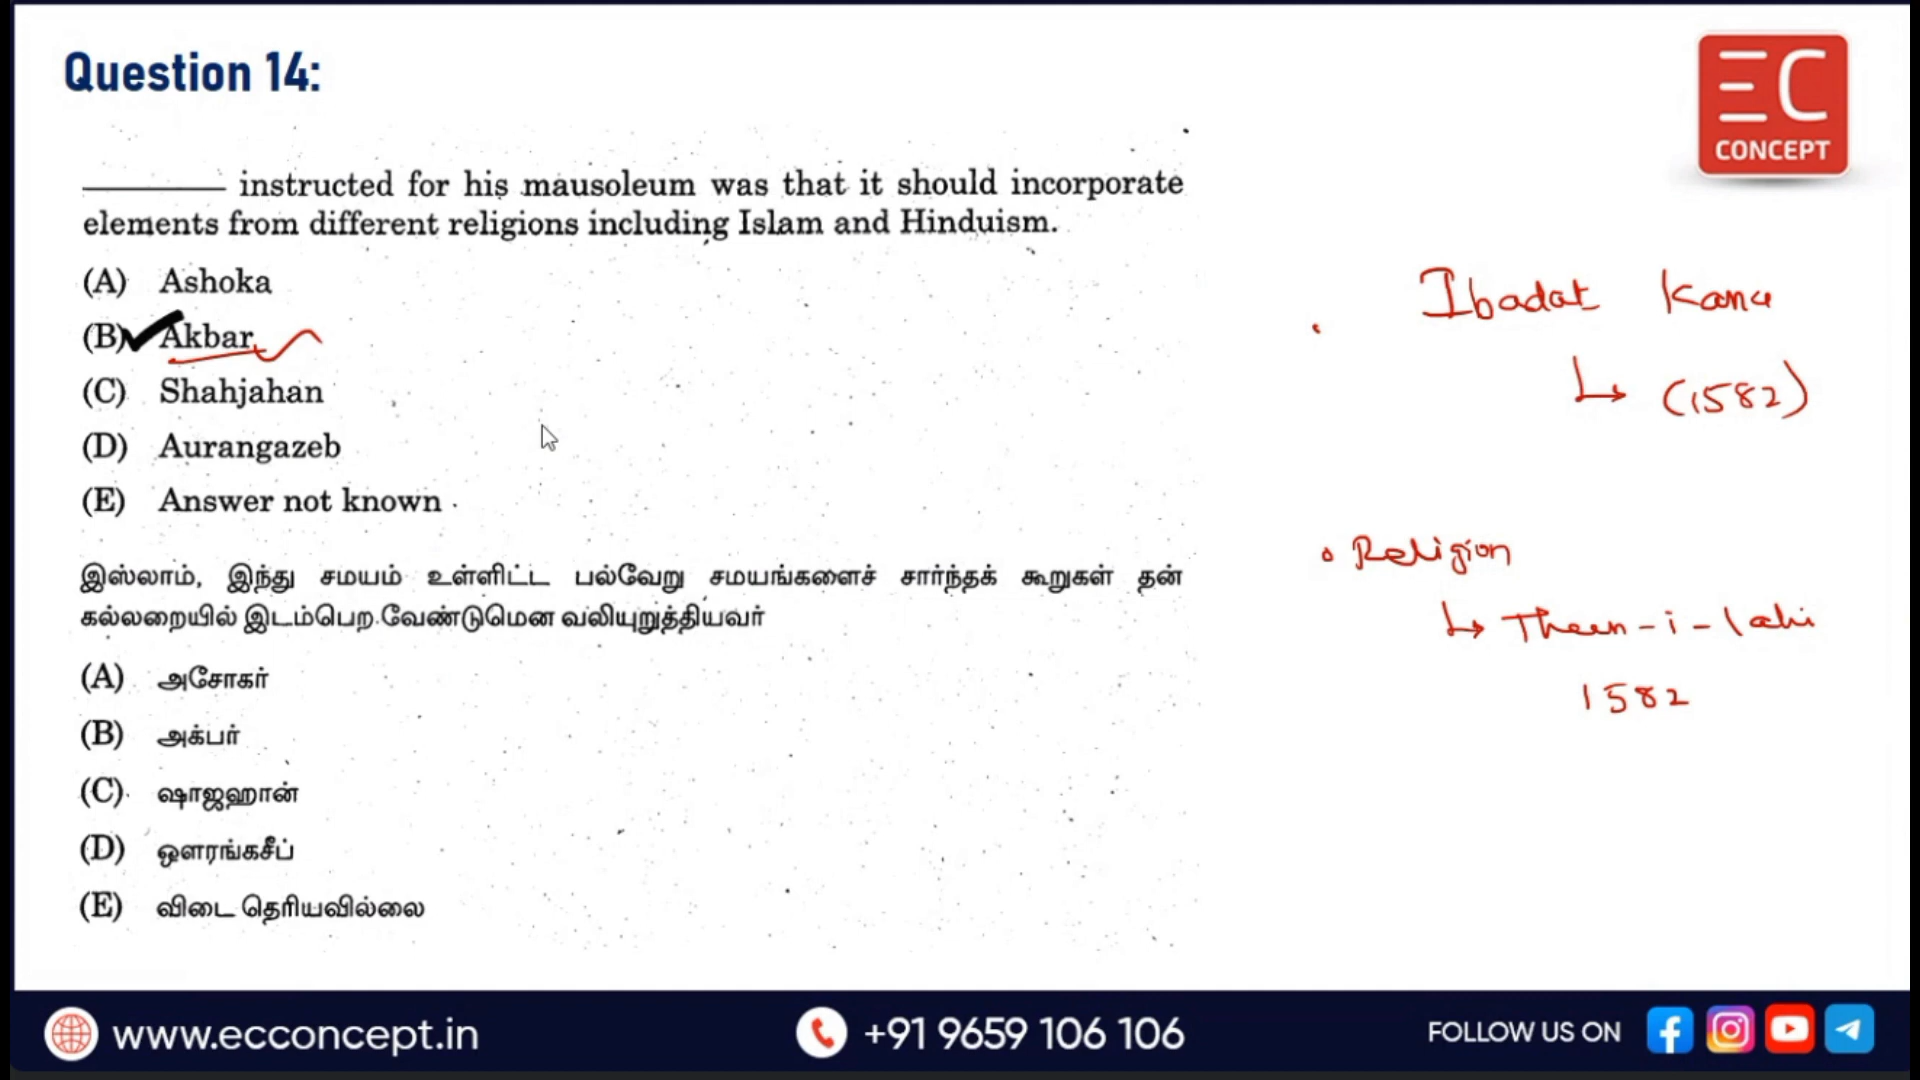 Question 14:
EC
CONCEPT
________ instructed for his mausoleum was that it should incorporate
elements from different religions including Islam and Hinduism.
(A) Ashoka
(B) Akbar
(C) Shahjahan
(D) Aurangazeb
(E) Answer not known
இஸ்லாம், இந்து சமயம் உள்ளிட்ட பல்வேறு சமயங்களைச் சார்ந்தக் கூறுகள் தன்
கல்லறையில் இடம்பெற வேண்டுமென வலியுறுத்தியவர்
(A) அசோகர்
(B) அக்பர்
(C) ஷாஜஹான்
(D) ஔரங்கசீப்
(E) விடை தெரியவில்லை
Ibadat Kana
(1582)
Religion
Theen-i-lahi
1582
www.ecconcept.in
+91 9659 106 106
FOLLOW US ON